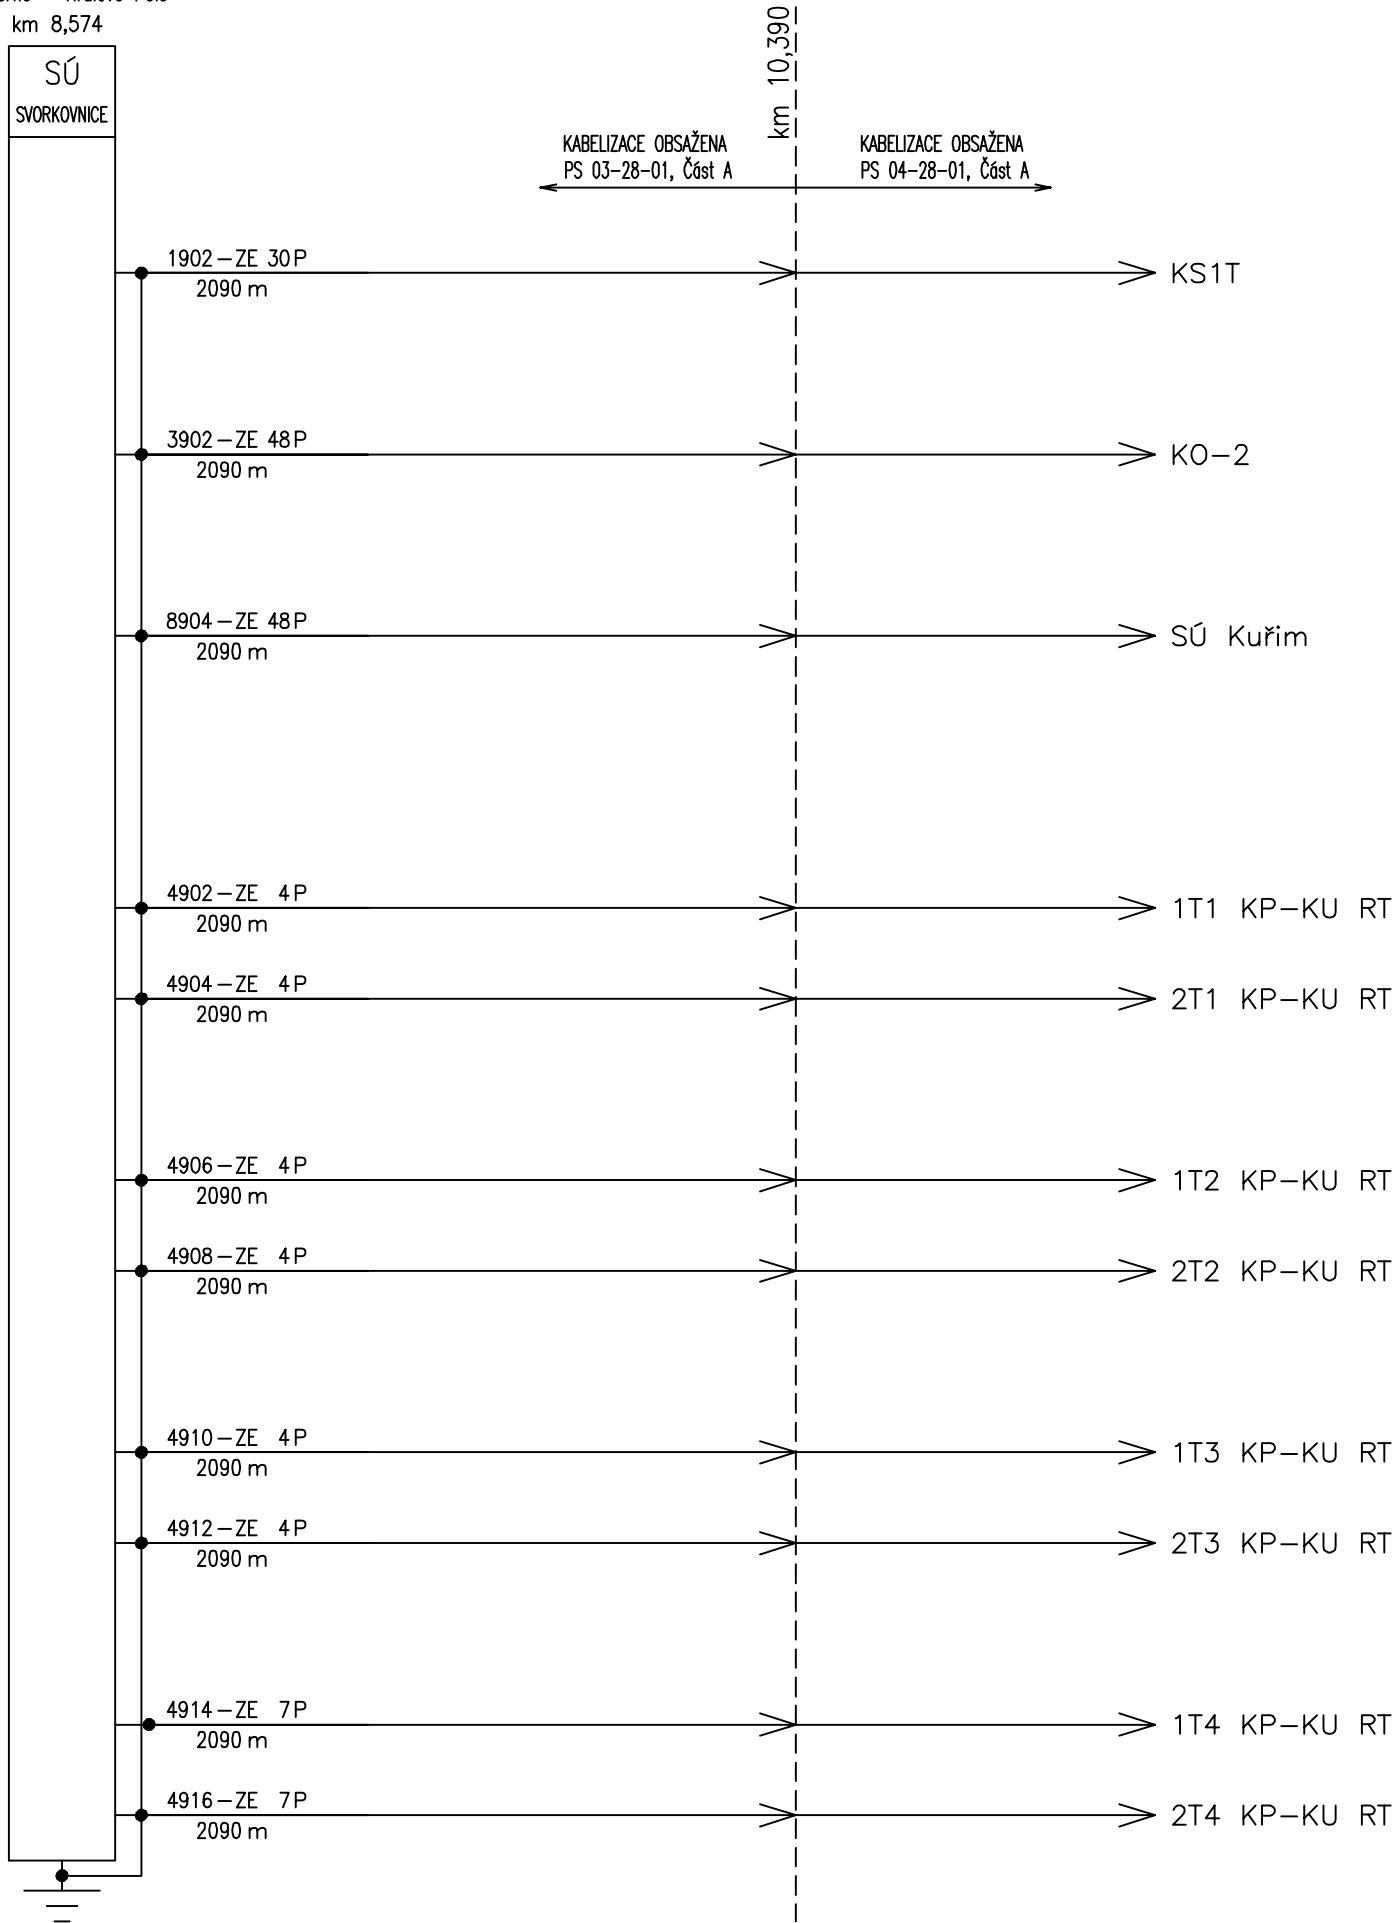 km 8,574
SÚ
SVORKOVNICE
km 10,390
KABELIZACE OBSAŽENA
PS 03-28-01, Část A
KABELIZACE OBSAŽENA
PS 04-28-01, Část A
1902-ZE 30P
2090 m
KS1T
3902-ZE 48P
2090 m
KO-2
8904-ZE 48P
2090 m
SÚ Kuřim
4902-ZE 4P
2090 m
1T1 KP-KU RT
4904-ZE 4P
2090 m
2T1 KP-KU RT
4906-ZE 4P
2090 m
1T2 KP-KU RT
4908-ZE 4P
2090 m
2T2 KP-KU RT
4910-ZE 4P
2090 m
1T3 KP-KU RT
4912-ZE 4P
2090 m
2T3 KP-KU RT
4914-ZE 7P
2090 m
1T4 KP-KU RT
4916-ZE 7P
2090 m
2T4 KP-KU RT